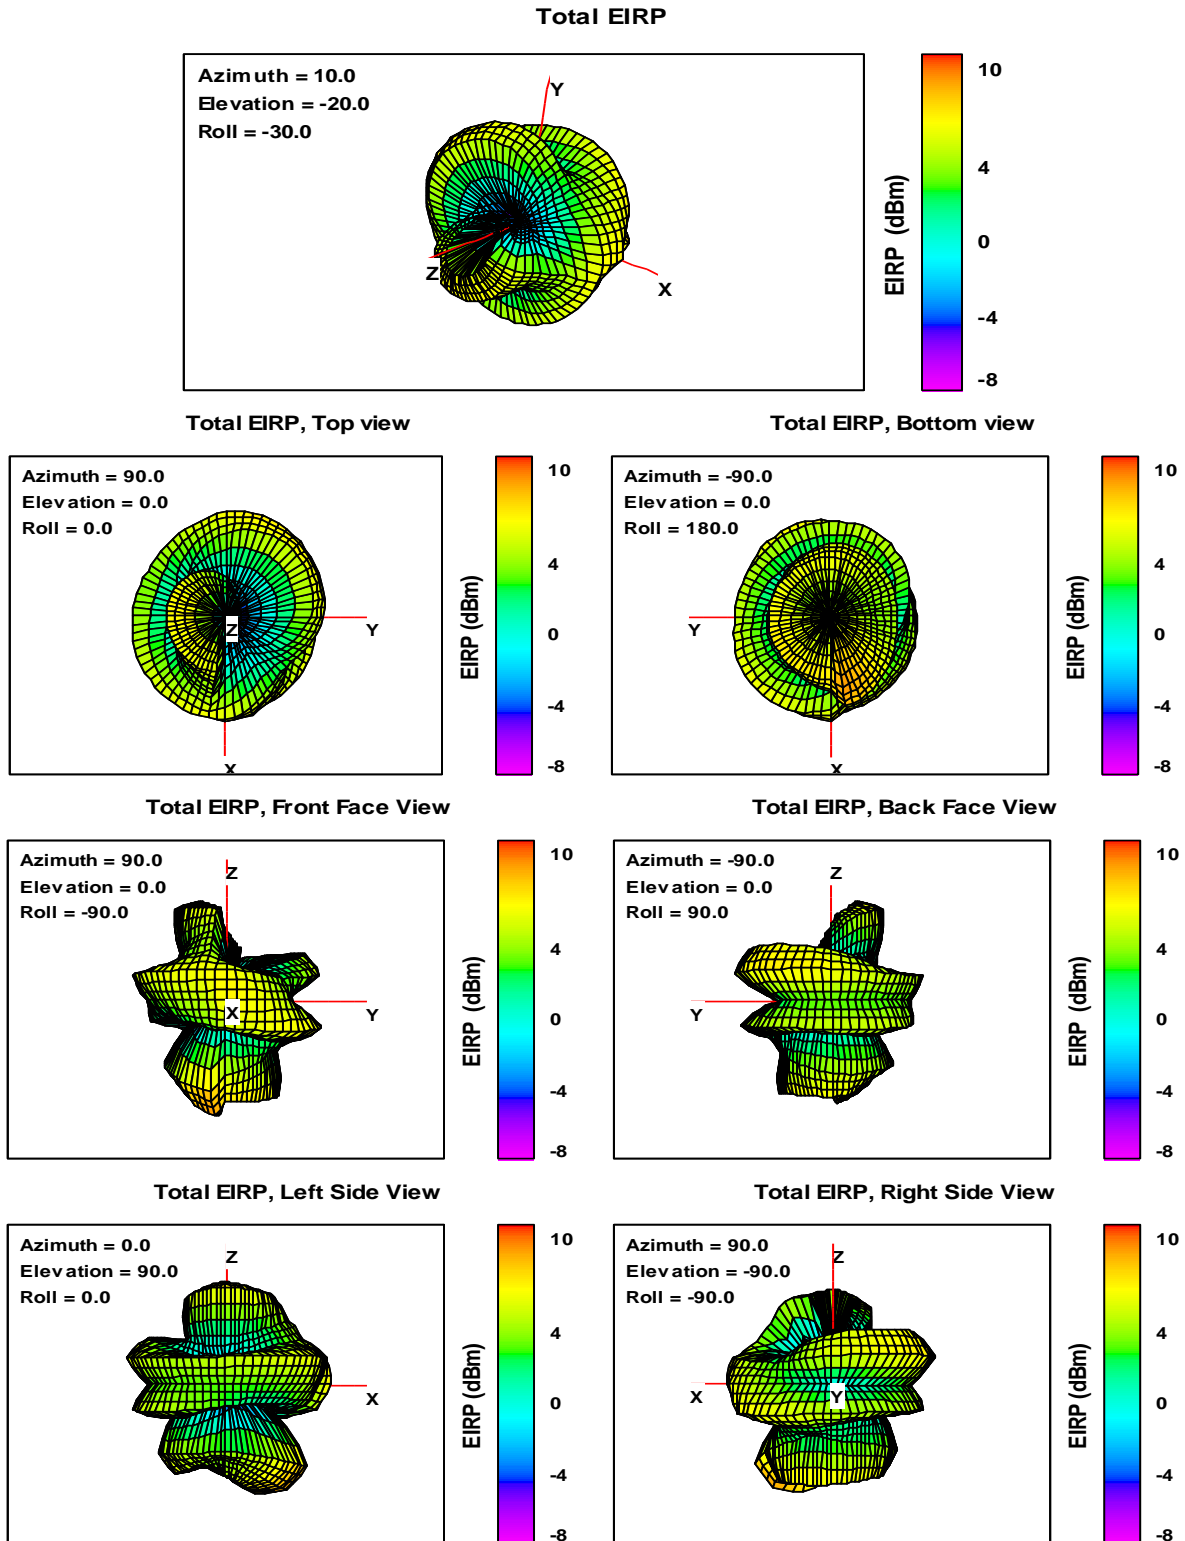 Total EIRP
Azimuth = 10.0
Elevation = -20.0
Roll = -30.0
Y
Z
X
EIRP (dBm)
10
4
0
-4
-8
Total EIRP, Top view
Azimuth = 90.0
Elevation = 0.0
Roll = 0.0
Z
Y
X
EIRP (dBm)
10
4
0
-4
-8
Total EIRP, Bottom view
Azimuth = -90.0
Elevation = 0.0
Roll = 180.0
Y
X
EIRP (dBm)
10
4
0
-4
-8
Total EIRP, Front Face View
Azimuth = 90.0
Elevation = 0.0
Roll = -90.0
Z
X
Y
EIRP (dBm)
10
4
0
-4
-8
Total EIRP, Back Face View
Azimuth = -90.0
Elevation = 0.0
Roll = 90.0
Z
Y
EIRP (dBm)
10
4
0
-4
-8
Total EIRP, Left Side View
Azimuth = 0.0
Elevation = 90.0
Roll = 0.0
Z
X
EIRP (dBm)
10
4
0
-4
-8
Total EIRP, Right Side View
Azimuth = 90.0
Elevation = -90.0
Roll = -90.0
Z
X
Y
EIRP (dBm)
10
4
0
-4
-8